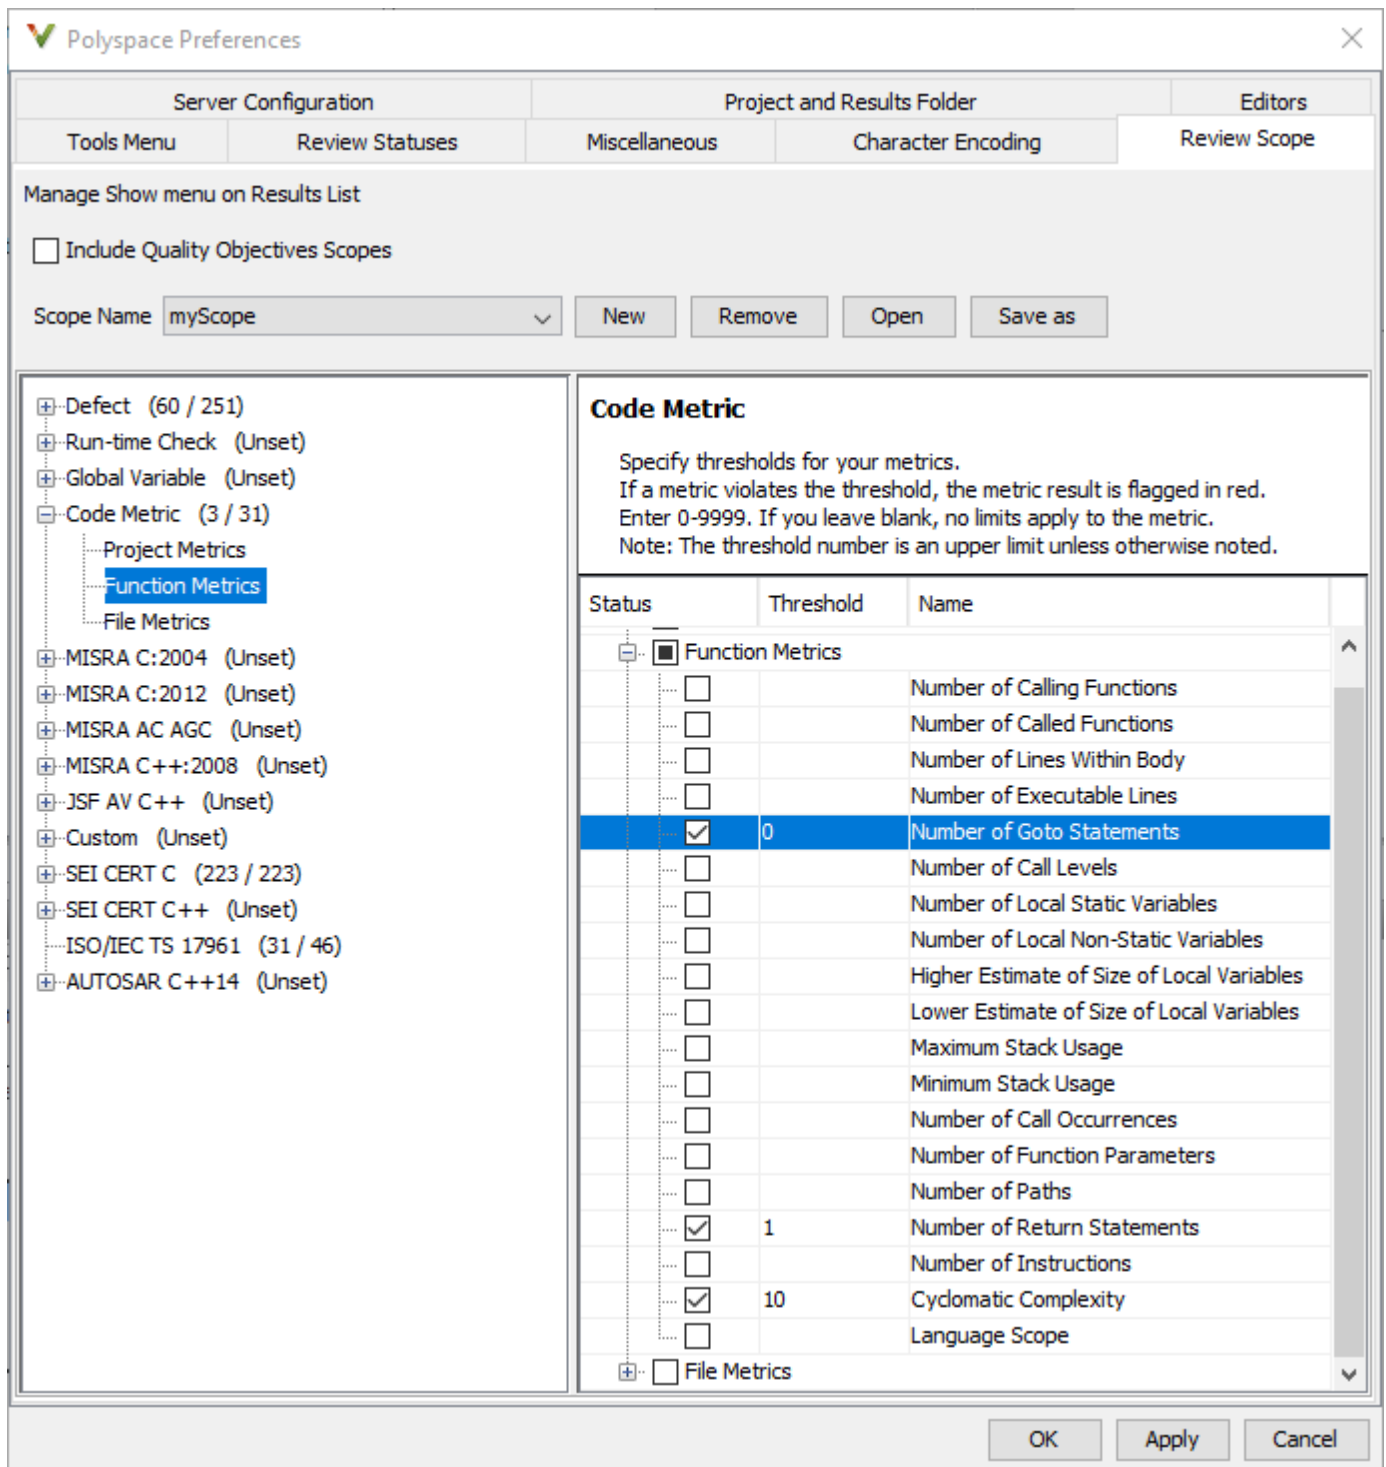 Polyspace Preferences
Server Configuration Project and Results Folder Editors
Tools Menu Review Statuses Miscellaneous Character Encoding Review Scope
Manage Show menu on Results List
Include Quality Objectives Scopes
Scope Name myScope New Remove Open Save as
Defect (60 / 251)
Run-time Check (Unset)
Global Variable (Unset)
Code Metric (3 / 31)
Project Metrics
Function Metrics
File Metrics
MISRA C:2004 (Unset)
MISRA C:2012 (Unset)
MISRA AC AGC (Unset)
MISRA C++:2008 (Unset)
JSF AV C++ (Unset)
Custom (Unset)
SEI CERT C (223 / 223)
SEI CERT C++ (Unset)
ISO/IEC TS 17961 (31 / 46)
AUTOSAR C++14 (Unset)
Code Metric
Specify thresholds for your metrics.
If a metric violates the threshold, the metric result is flagged in red.
Enter 0-9999. If you leave blank, no limits apply to the metric.
Note: The threshold number is an upper limit unless otherwise noted.
Status Threshold Name
Function Metrics
Number of Calling Functions
Number of Called Functions
Number of Lines Within Body
Number of Executable Lines
0 Number of Goto Statements
Number of Call Levels
Number of Local Static Variables
Number of Local Non-Static Variables
Higher Estimate of Size of Local Variables
Lower Estimate of Size of Local Variables
Maximum Stack Usage
Minimum Stack Usage
Number of Call Occurrences
Number of Function Parameters
Number of Paths
1 Number of Return Statements
Number of Instructions
10 Cyclomatic Complexity
Language Scope
File Metrics
OK Apply Cancel